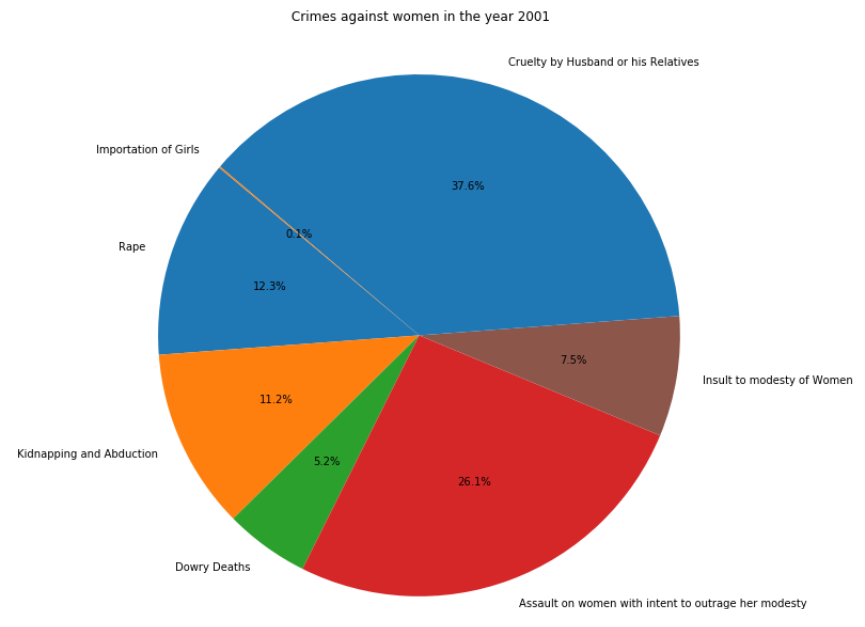 Crimes against women in the year 2001
Cruelty by Husband or his Relatives
37.6%
Importation of Girls
0.1%
Rape
12.3%
7.5%
Insult to modesty of Women
11.2%
Kidnapping and Abduction
5.2%
26.1%
Dowry Deaths
Assault on women with intent to outrage her modesty